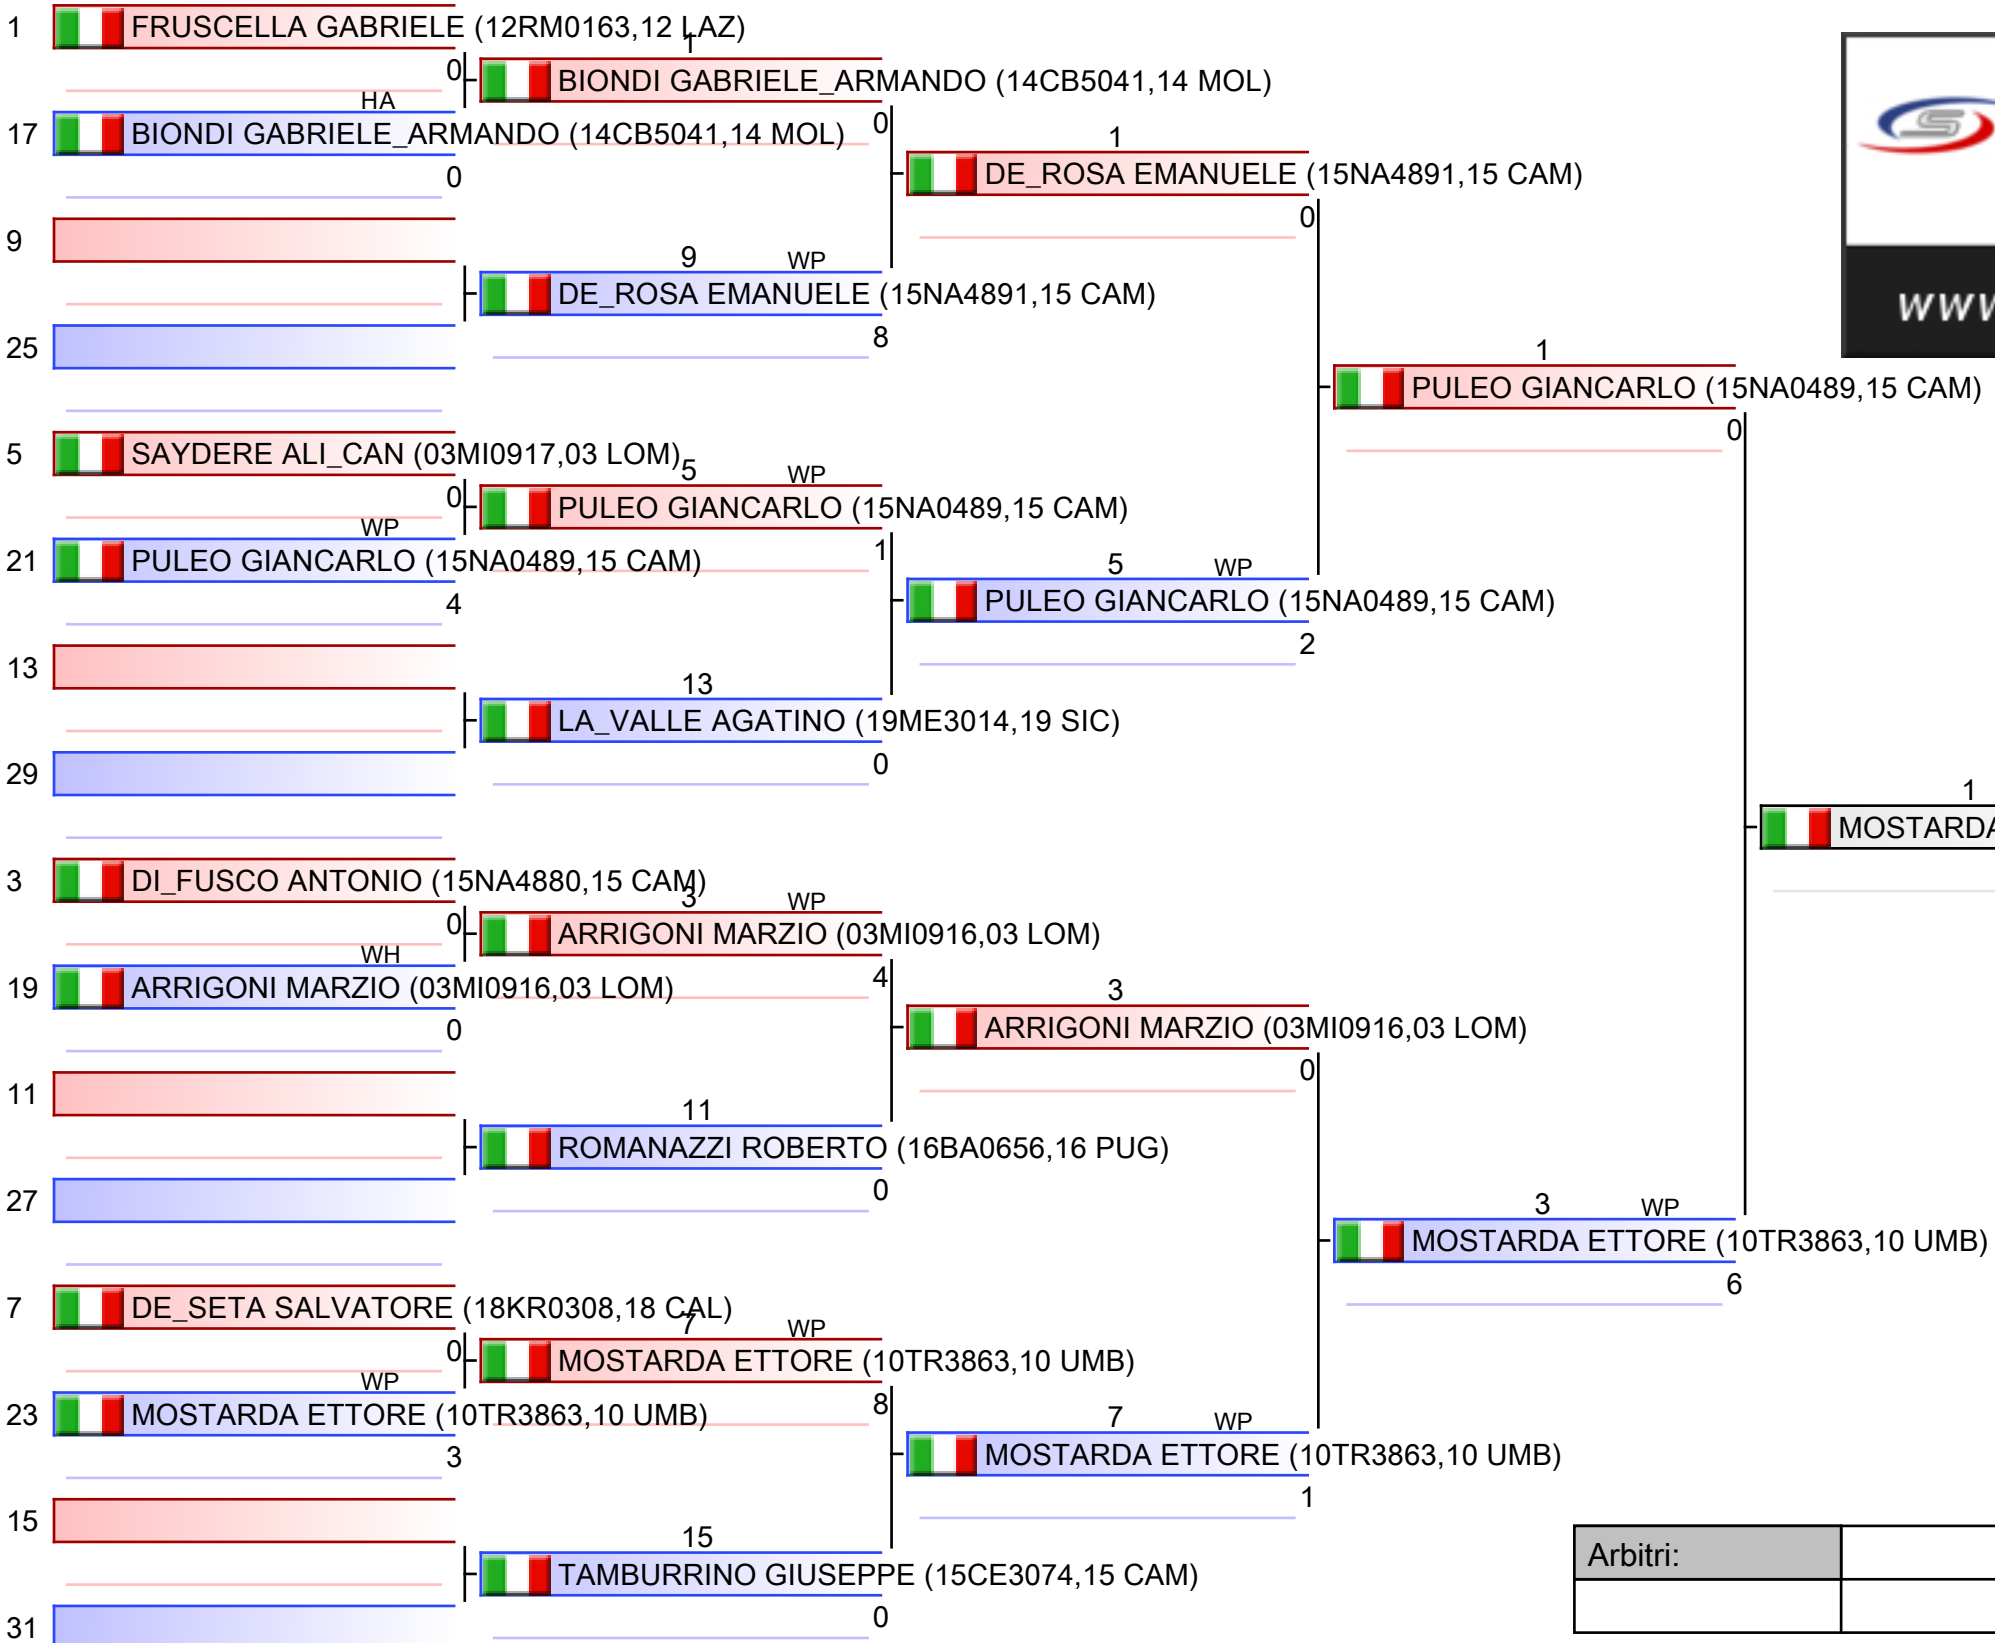 1 FRUSCELLA GABRIELE (12RM0163,12 LAZ)
0
1
BIONDI GABRIELE_ARMANDO (14CB5041,14 MOL)
0
HA
17 BIONDI GABRIELE_ARMANDO (14CB5041,14 MOL)
0
1
DE_ROSA EMANUELE (15NA4891,15 CAM)
0
9
9 WP
DE_ROSA EMANUELE (15NA4891,15 CAM)
8
25
1
PULEO GIANCARLO (15NA0489,15 CAM)
0
5 SAYDERE ALI_CAN (03MI0917,03 LOM)
0
5 WP
PULEO GIANCARLO (15NA0489,15 CAM)
1
WP
21 PULEO GIANCARLO (15NA0489,15 CAM)
4
5 WP
PULEO GIANCARLO (15NA0489,15 CAM)
2
13
13
LA_VALLE AGATINO (19ME3014,19 SIC)
0
29
1
MOSTARDA
3 DI_FUSCO ANTONIO (15NA4880,15 CAM)
0
3 WP
ARRIGONI MARZIO (03MI0916,03 LOM)
4
WH
19 ARRIGONI MARZIO (03MI0916,03 LOM)
0
3
ARRIGONI MARZIO (03MI0916,03 LOM)
0
11
11
ROMANAZZI ROBERTO (16BA0656,16 PUG)
0
27
3 WP
MOSTARDA ETTORE (10TR3863,10 UMB)
6
7 DE_SETA SALVATORE (18KR0308,18 CAL)
0
7 WP
MOSTARDA ETTORE (10TR3863,10 UMB)
8
WP
23 MOSTARDA ETTORE (10TR3863,10 UMB)
3
7 WP
MOSTARDA ETTORE (10TR3863,10 UMB)
1
15
15
TAMBURRINO GIUSEPPE (15CE3074,15 CAM)
0
31
Arbitri: